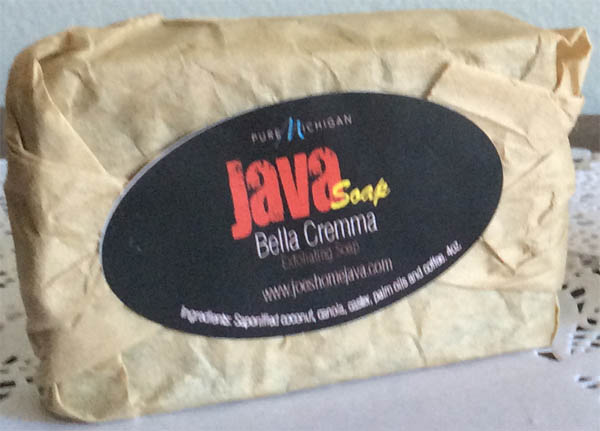 PURE MICHIGAN
Java
Soap
Bella Cremma
Exfoliating Soap
www.joeshomejava.com
Ingredients: Saponified coconut, canola, castor, palm oils and coffee. 4oz.